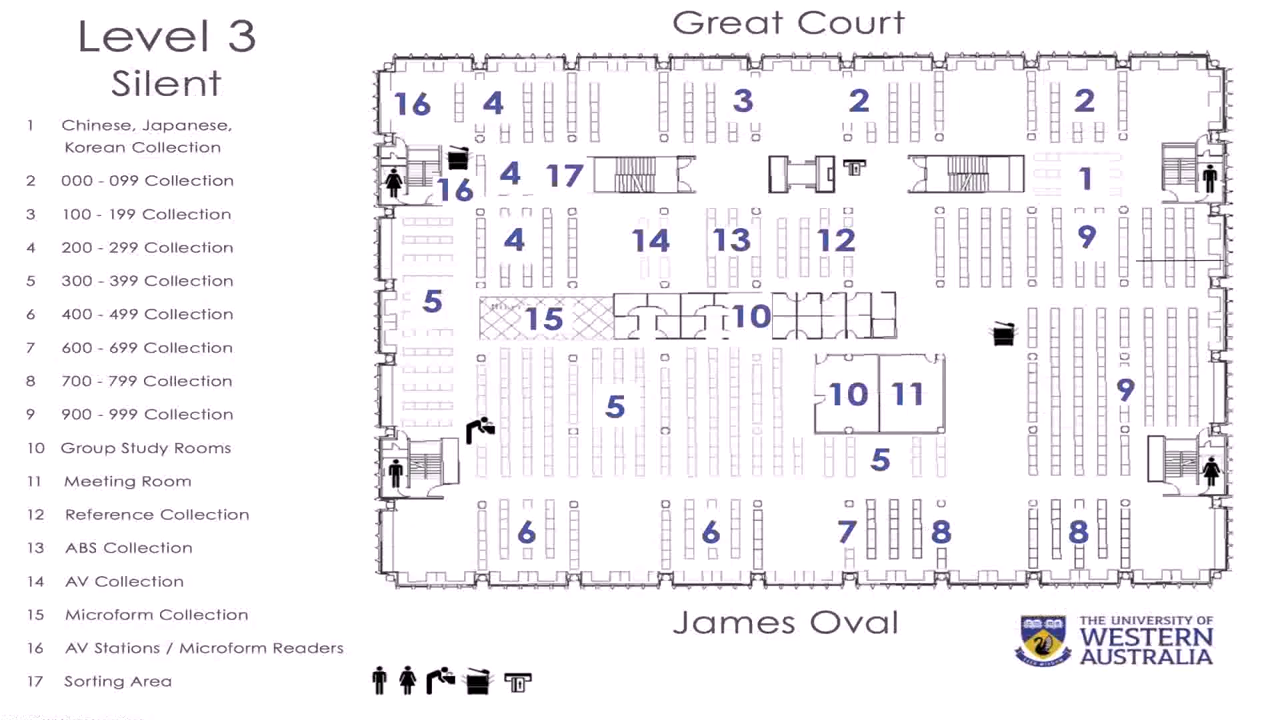 Level 3
Silent
1 Chinese, Japanese,
Korean Collection
2 000 - 099 Collection
3 100 - 199 Collection
4 200 - 299 Collection
5 300 - 399 Collection
6 400 - 499 Collection
7 600 - 699 Collection
8 700 - 799 Collection
9 900 - 999 Collection
10 Group Study Rooms
11 Meeting Room
12 Reference Collection
13 ABS Collection
14 AV Collection
15 Microform Collection
16 AV Stations / Microform Readers
17 Sorting Area
Great Court
16 4 3 2 2
16 4 17 1
4 14 13 12 9
5 15 10
5 10 11 9
5
6 6 7 8 8
James Oval
THE UNIVERSITY OF
WESTERN
AUSTRALIA